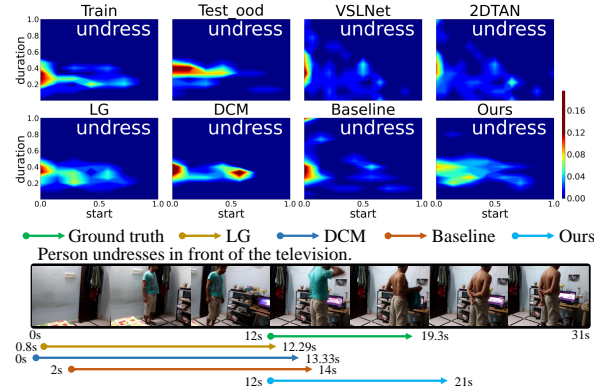 Train Test_ood VSLNet 2DTAN
1.0 undress undress undress undress
0.8
0.6
duration
0.4
0.2
LG DCM Baseline Ours
1.0 undress undress undress undress
0.8
0.6
duration
0.4
0.2
0.0 0.5 1.0 0.0 0.5 1.0 0.0 0.5 1.0 0.0 0.5 1.0
start start start start
0.16
0.12
0.08
0.04
0.00
Ground truth LG DCM Baseline Ours
Person undresses in front of the television.
0s 12s 19.3s 31s
0.8s 12.29s
0s 13.33s
2s 14s
12s 21s